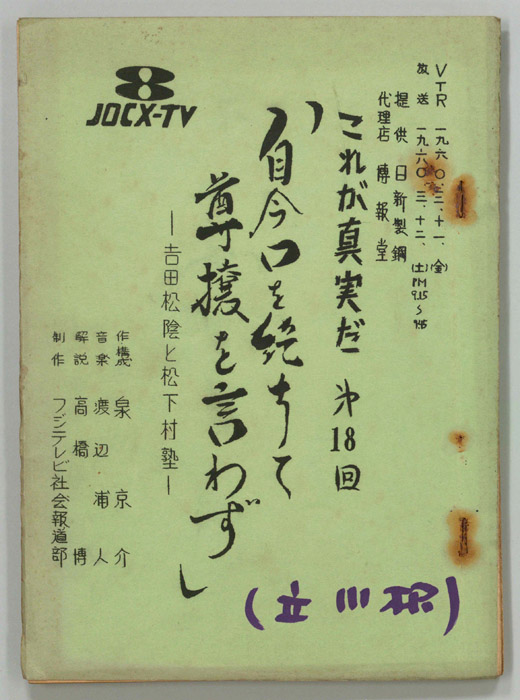 8
JOCX-TV
VTR 一九六〇、三、十一、(金)
放送 一九六〇、三、十二、(土)PM 9.15〜9.45
提供 日新製鋼
代理店 博報堂
これが真実だ 第18回
「自今口を絶ちて
尊攘を言わず」
―吉田松陰と松下村塾―
作・構成 泉 京介
音楽 渡辺浦人
解説 高橋 博
制作 フジテレビ社会報道部
(立川